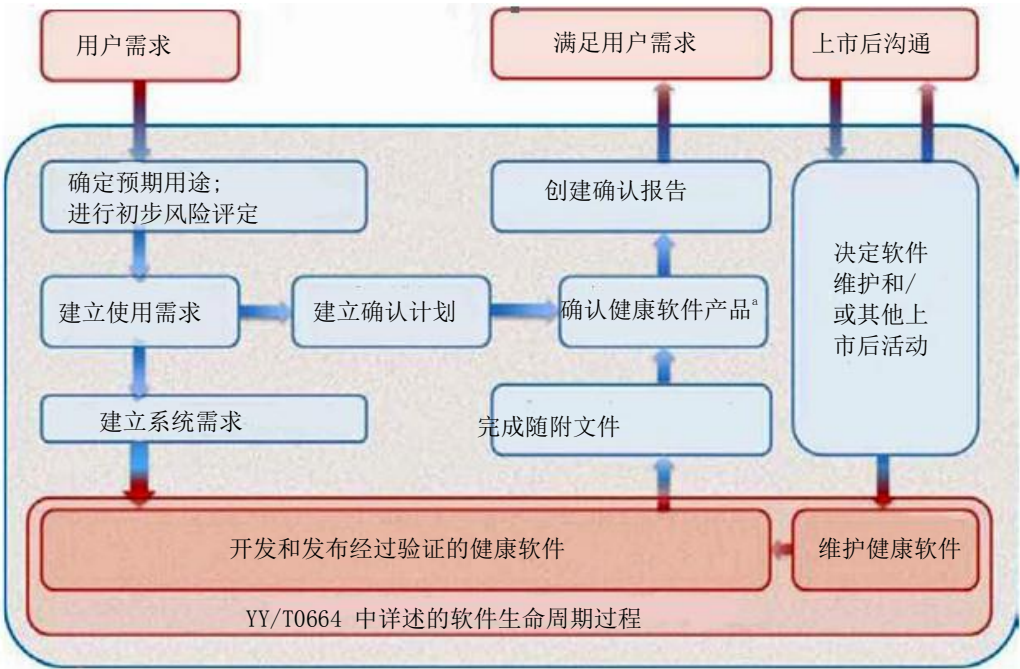 用户需求
满足用户需求
上市后沟通
确定预期用途;
进行初步风险评定
创建确认报告
决定软件
维护和/
或其他上
市后活动
建立使用需求
建立确认计划
确认健康软件产品a
建立系统需求
完成随附文件
开发和发布经过验证的健康软件
维护健康软件
YY/T0664 中详述的软件生命周期过程